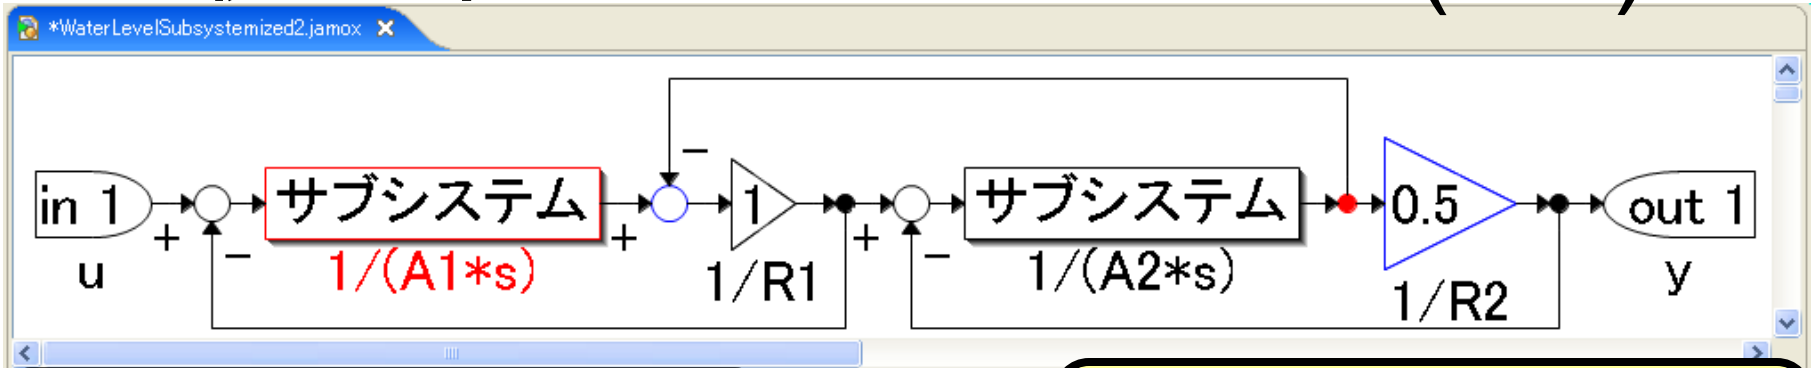 *WaterLevelSubsystemized2.jamox
in 1
+
−
サブシステム
+
−
1
+
−
サブシステム
0.5
out 1
u
1/(A1*s)
1/R1
1/(A2*s)
1/R2
y